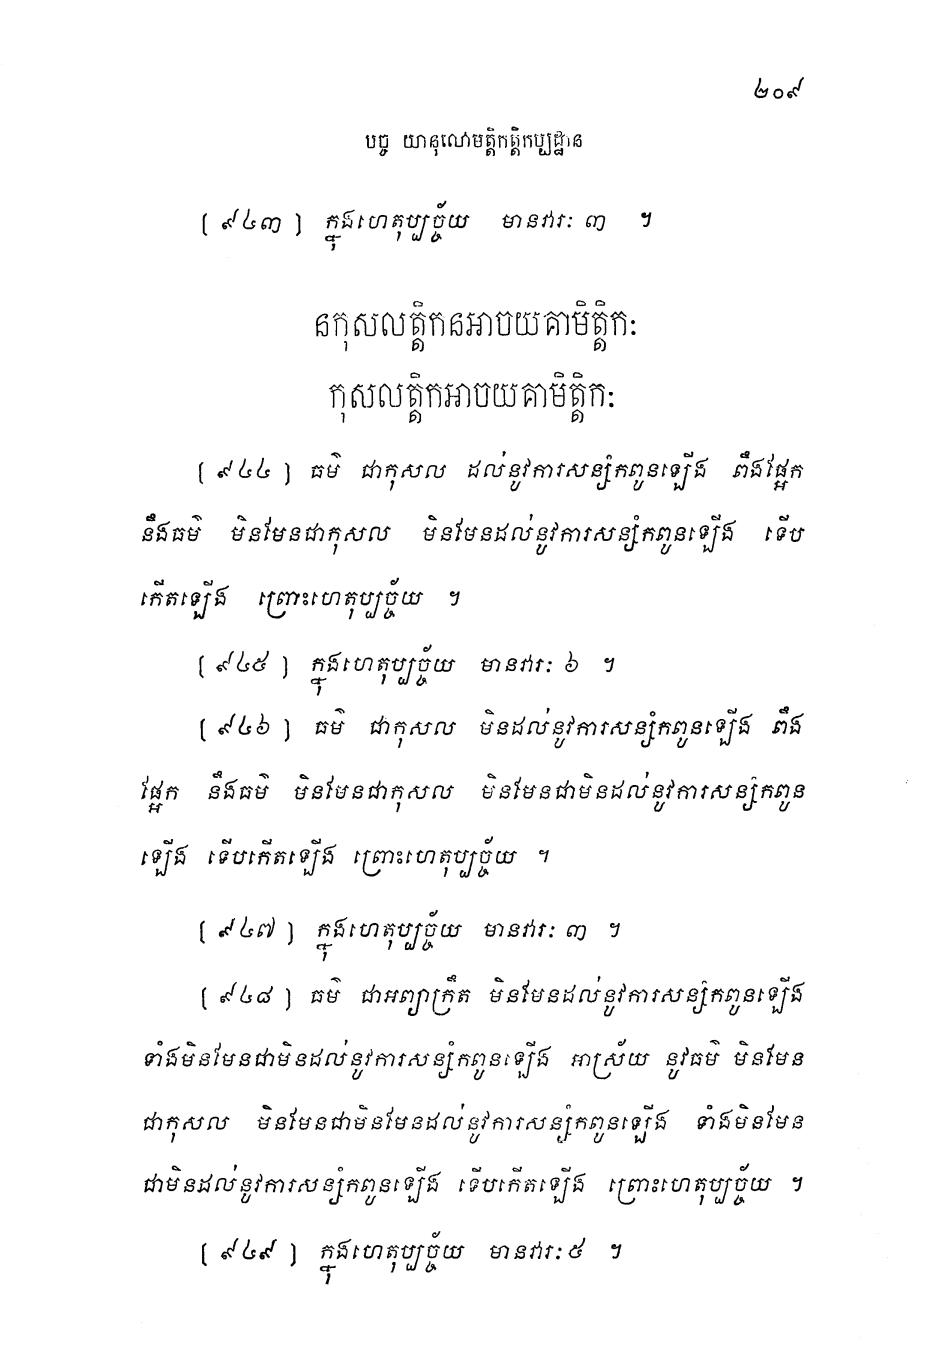 ២០៩
បច្ច យានុលោមត្តិកត្តិកប្បដ្ឋាន
[ ៩៤៣ ] ក្នុងហេតុប្បច្ច័យ មានវារៈ ៣ ។
នកុសលត្តិកនអាចយគាមិត្តិកៈ
កុសលត្តិកអាចយគាមិត្តិកៈ
[ ៩៤៤ ] ធម៌ ជាកុសល ដល់នូវការសន្សំកពូនឡើង ពឹងផ្អែក
នឹងធម៌ មិនមែនជាកុសល មិនមែនដល់នូវការសន្សំកពូនឡើង ទើប
កើតឡើង ព្រោះហេតុប្បច្ច័យ ។
[ ៩៤៥ ] ក្នុងហេតុប្បច្ច័យ មានវារៈ ៦ ។
[ ៩៤៦ ] ធម៌ ជាកុសល មិនដល់នូវការសន្សំកពូនឡើង ពឹង
ផ្អែក នឹងធម៌ មិនមែនជាកុសល មិនមែនជាមិនដល់នូវការសន្សំកពូន
ឡើង ទើបកើតឡើង ព្រោះហេតុប្បច្ច័យ ។
[ ៩៤៧ ] ក្នុងហេតុប្បច្ច័យ មានវារៈ ៣ ។
[ ៩៤៨ ] ធម៌ ជាអព្យាក្រឹត មិនមែនដល់នូវការសន្សំកពូនឡើង
ទាំងមិនមែនជាមិនដល់នូវការសន្សំកពូនឡើង អាស្រ័យ នូវធម៌ មិនមែន
ជាកុសល មិនមែនជាមិនមែនដល់នូវការសន្សំកពូនឡើង ទាំងមិនមែន
ជាមិនដល់នូវការសន្សំកពូនឡើង ទើបកើតឡើង ព្រោះហេតុប្បច្ច័យ ។
[ ៩៤៩ ] ក្នុងហេតុប្បច្ច័យ មានវារៈ ៥ ។